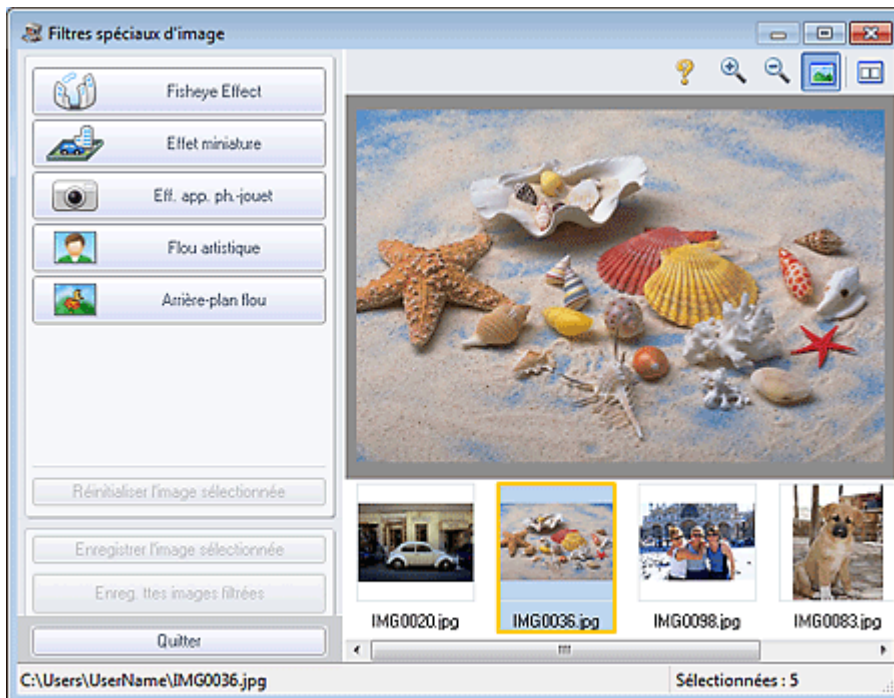 Filtres spéciaux d'image
Fisheye Effect
Effet miniature
Eff. app. ph.-jouet
Flou artistique
Arrière-plan flou
Réinitialiser l'image sélectionnée
Enregistrer l'image sélectionnée
Enreg. ttes images filtrées
Quitter
IMG0020.jpg
IMG0036.jpg
IMG0098.jpg
IMG0083.jpg
C:\Users\UserName\IMG0036.jpg
Sélectionnées : 5